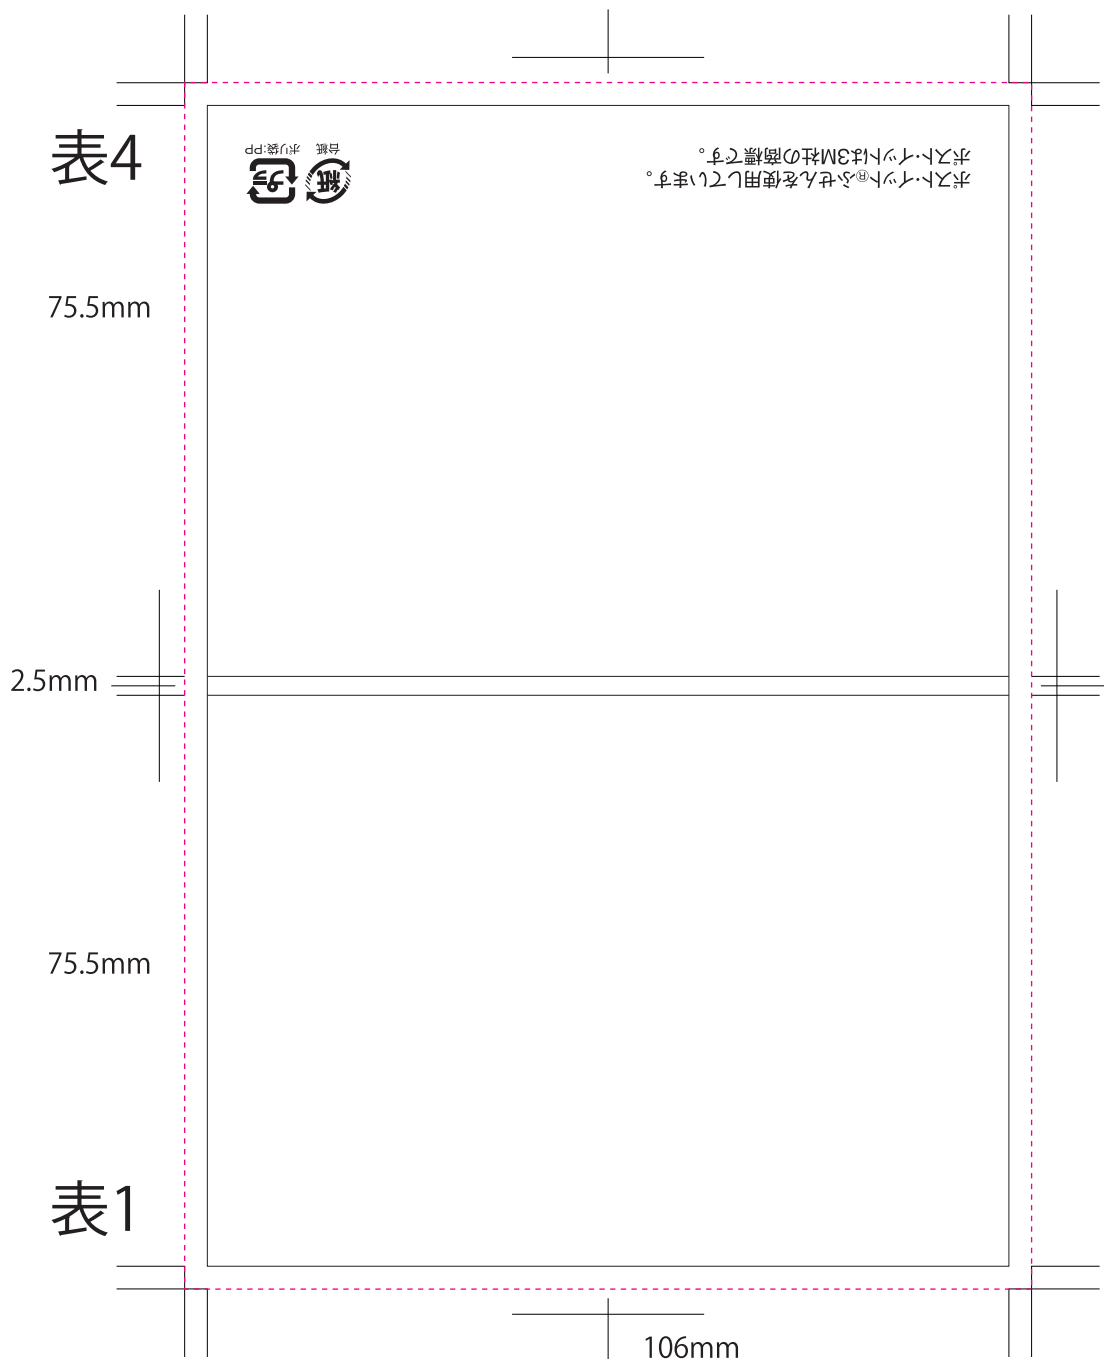 表4
ポリ袋:PP
台紙
プラ
紙
ポスト・イット®ふせんを使用しています。
ポスト・イットは3M社の商標です。
75.5mm
2.5mm
75.5mm
表1
106mm